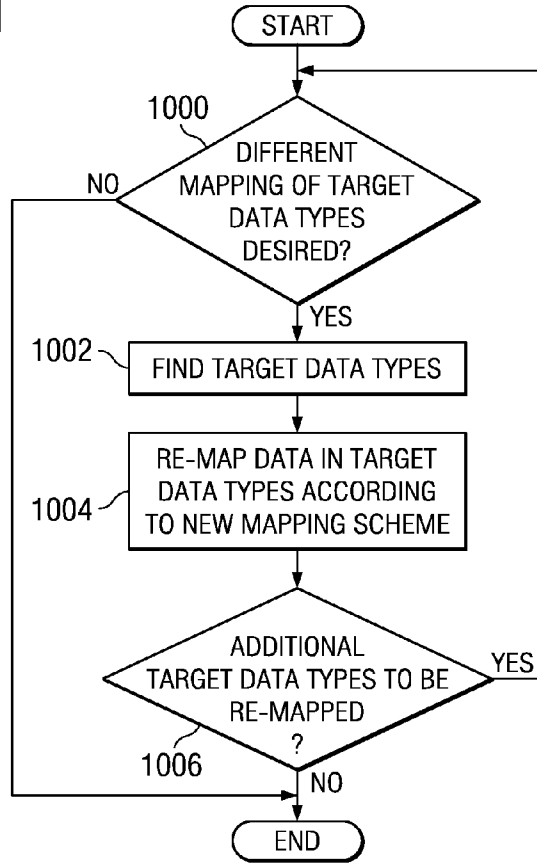 START
1000
DIFFERENT
MAPPING OF TARGET
DATA TYPES
DESIRED?
NO
YES
1002
FIND TARGET DATA TYPES
1004
RE-MAP DATA IN TARGET
DATA TYPES ACCORDING
TO NEW MAPPING SCHEME
ADDITIONAL
TARGET DATA TYPES TO BE
RE-MAPPED
?
YES
1006
NO
END